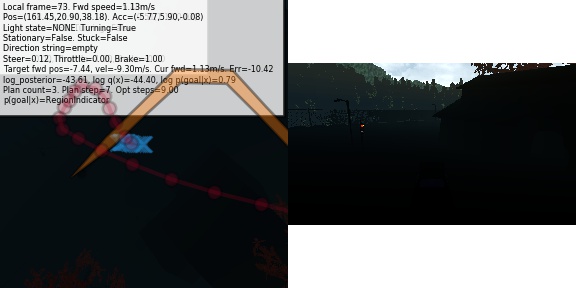 Local frame=73. Fwd speed=1.13m/s
Pos=(161.45,20.90,38.18). Acc=(-5.77,5.90,-0.08)
Light state=NONE. Turning=True
Stationary=False. Stuck=False
Direction string=empty
Steer=0.12, Throttle=0.00, Brake=1.00
Target fwd pos=-7.44, vel=-9.30m/s. Cur fwd=1.13m/s. Err=-10.42
log_posterior=-43.61, log q(x)=-44.40, log p(goal|x)=0.79
Plan count=3. Plan step=7. Opt steps=9.00
p(goal|x)=RegionIndicator